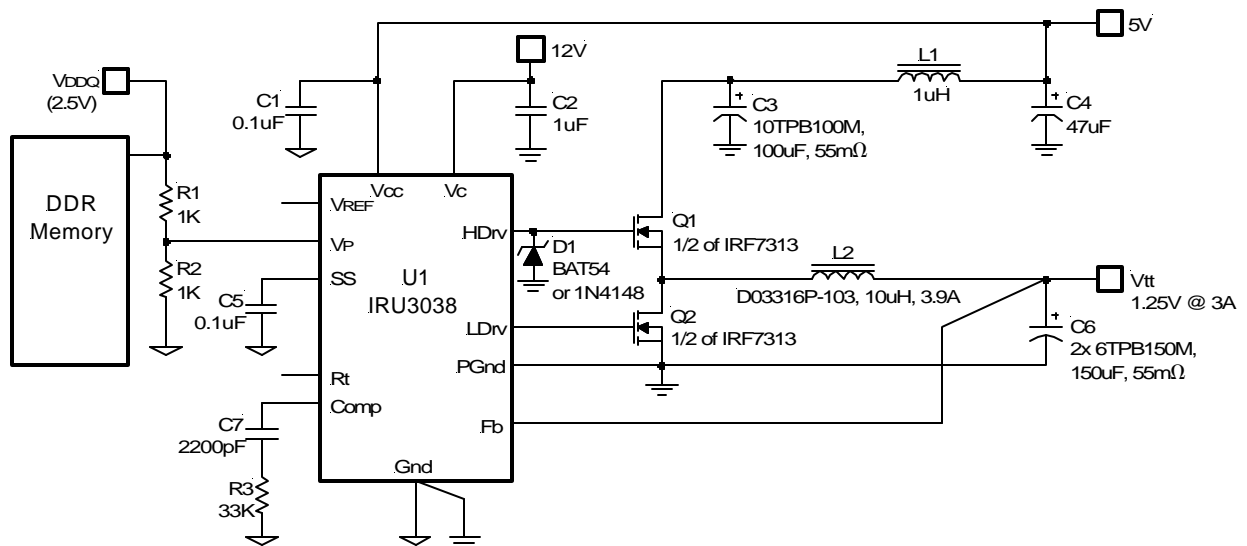 5V
12V
VDDQ
(2.5V)
L1
1uH
C1
0.1uF
C2
1uF
C3
10TPB100M,
100uF, 55mΩ
C4
47uF
DDR
Memory
R1
1K
R2
1K
Vcc
Vc
VREF
VP
SS
U1
IRU3038
HDrv
LDrv
PGnd
Fb
Rt
Comp
Gnd
Q1
1/2 of IRF7313
D1
BAT54
or 1N4148
L2
D03316P-103, 10uH, 3.9A
Vtt
1.25V @ 3A
Q2
1/2 of IRF7313
C6
2x 6TPB150M,
150uF, 55mΩ
C5
0.1uF
C7
2200pF
R3
33K